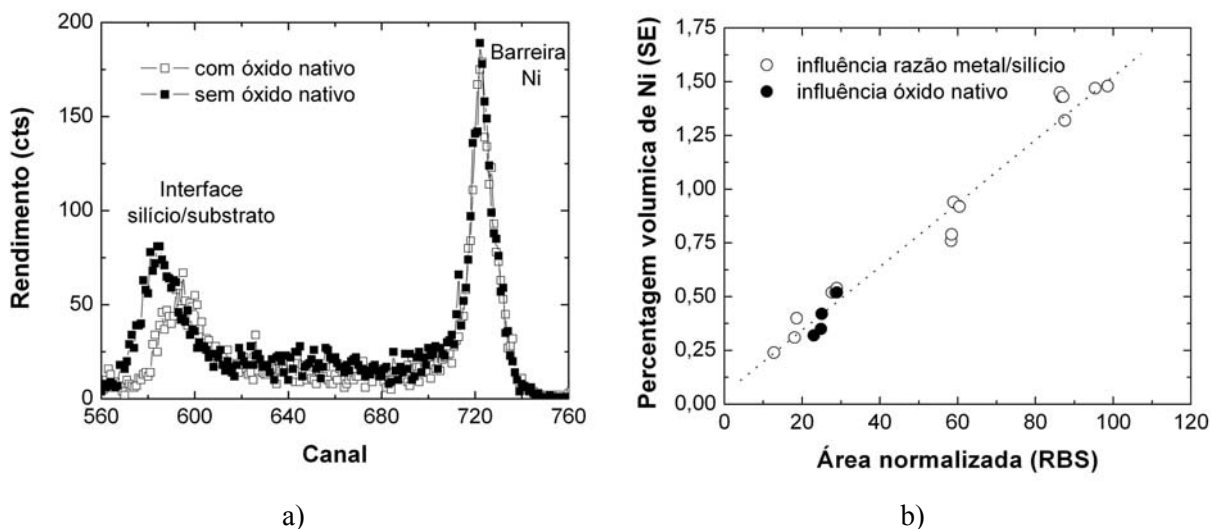 200
150
100
50
0
560
600
640
680
720
760
Rendimento (cts)
Canal
com óxido nativo
sem óxido nativo
Barreira
Ni
Interface
silício/substrato
a)
1,75
1,50
1,25
1,00
0,75
0,50
0,25
0,00
0
20
40
60
80
100
120
Percentagem volumica de Ni (SE)
Área normalizada (RBS)
influência razão metal/silício
influência óxido nativo
b)